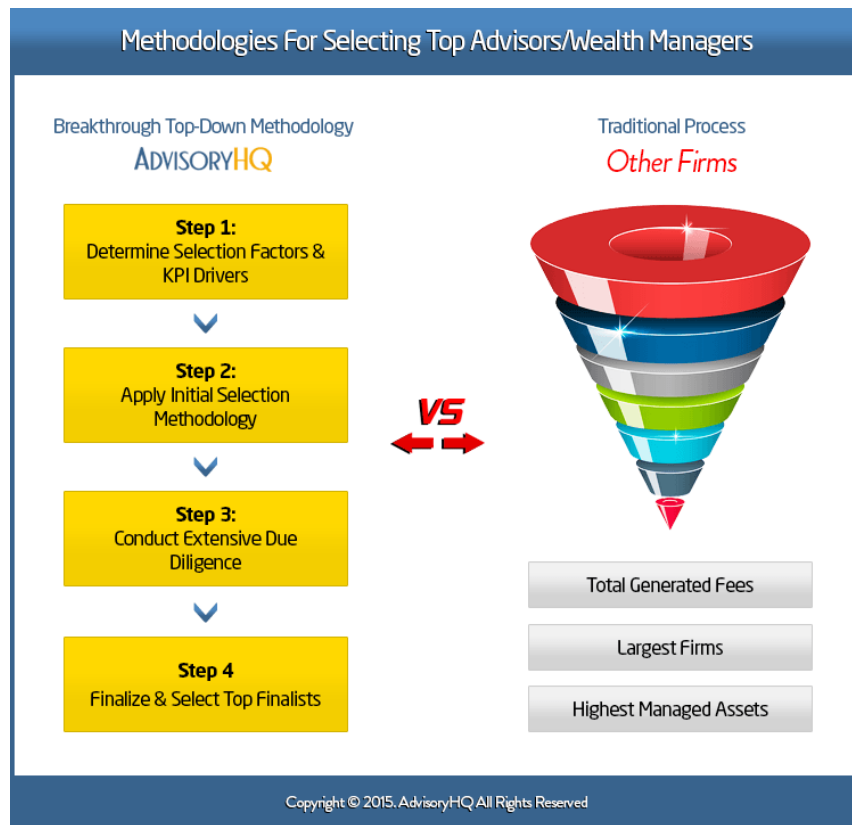 Methodologies For Selecting Top Advisors/Wealth Managers
Breakthrough Top-Down Methodology
ADVISORYHQ
Step 1:
Determine Selection Factors &
KPI Drivers
Step 2:
Apply Initial Selection
Methodology
Step 3:
Conduct Extensive Due
Diligence
Step 4
Finalize & Select Top Finalists
VS
Traditional Process
Other Firms
Total Generated Fees
Largest Firms
Highest Managed Assets
Copyright © 2015. AdvisoryHQ All Rights Reserved